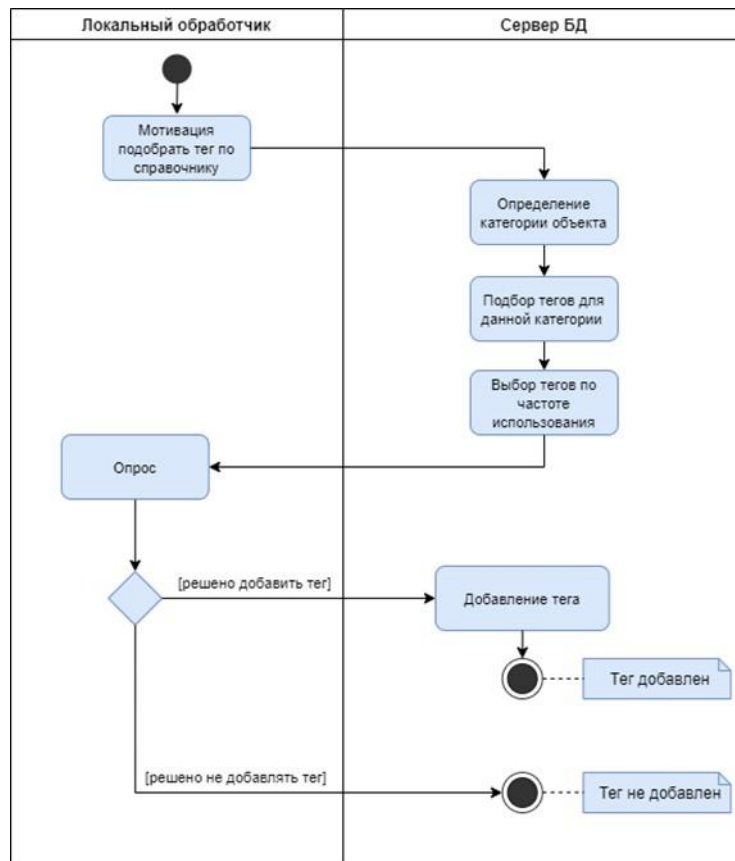 Локальный обработчик
Сервер БД
Мотивация
подобрать тег по
справочнику
Определение
категории объекта
Подбор тегов для
данной категории
Выбор тегов по
частоте
использования
Опрос
[решено добавить тег]
Добавление тега
Тег добавлен
[решено не добавлять тег]
Тег не добавлен